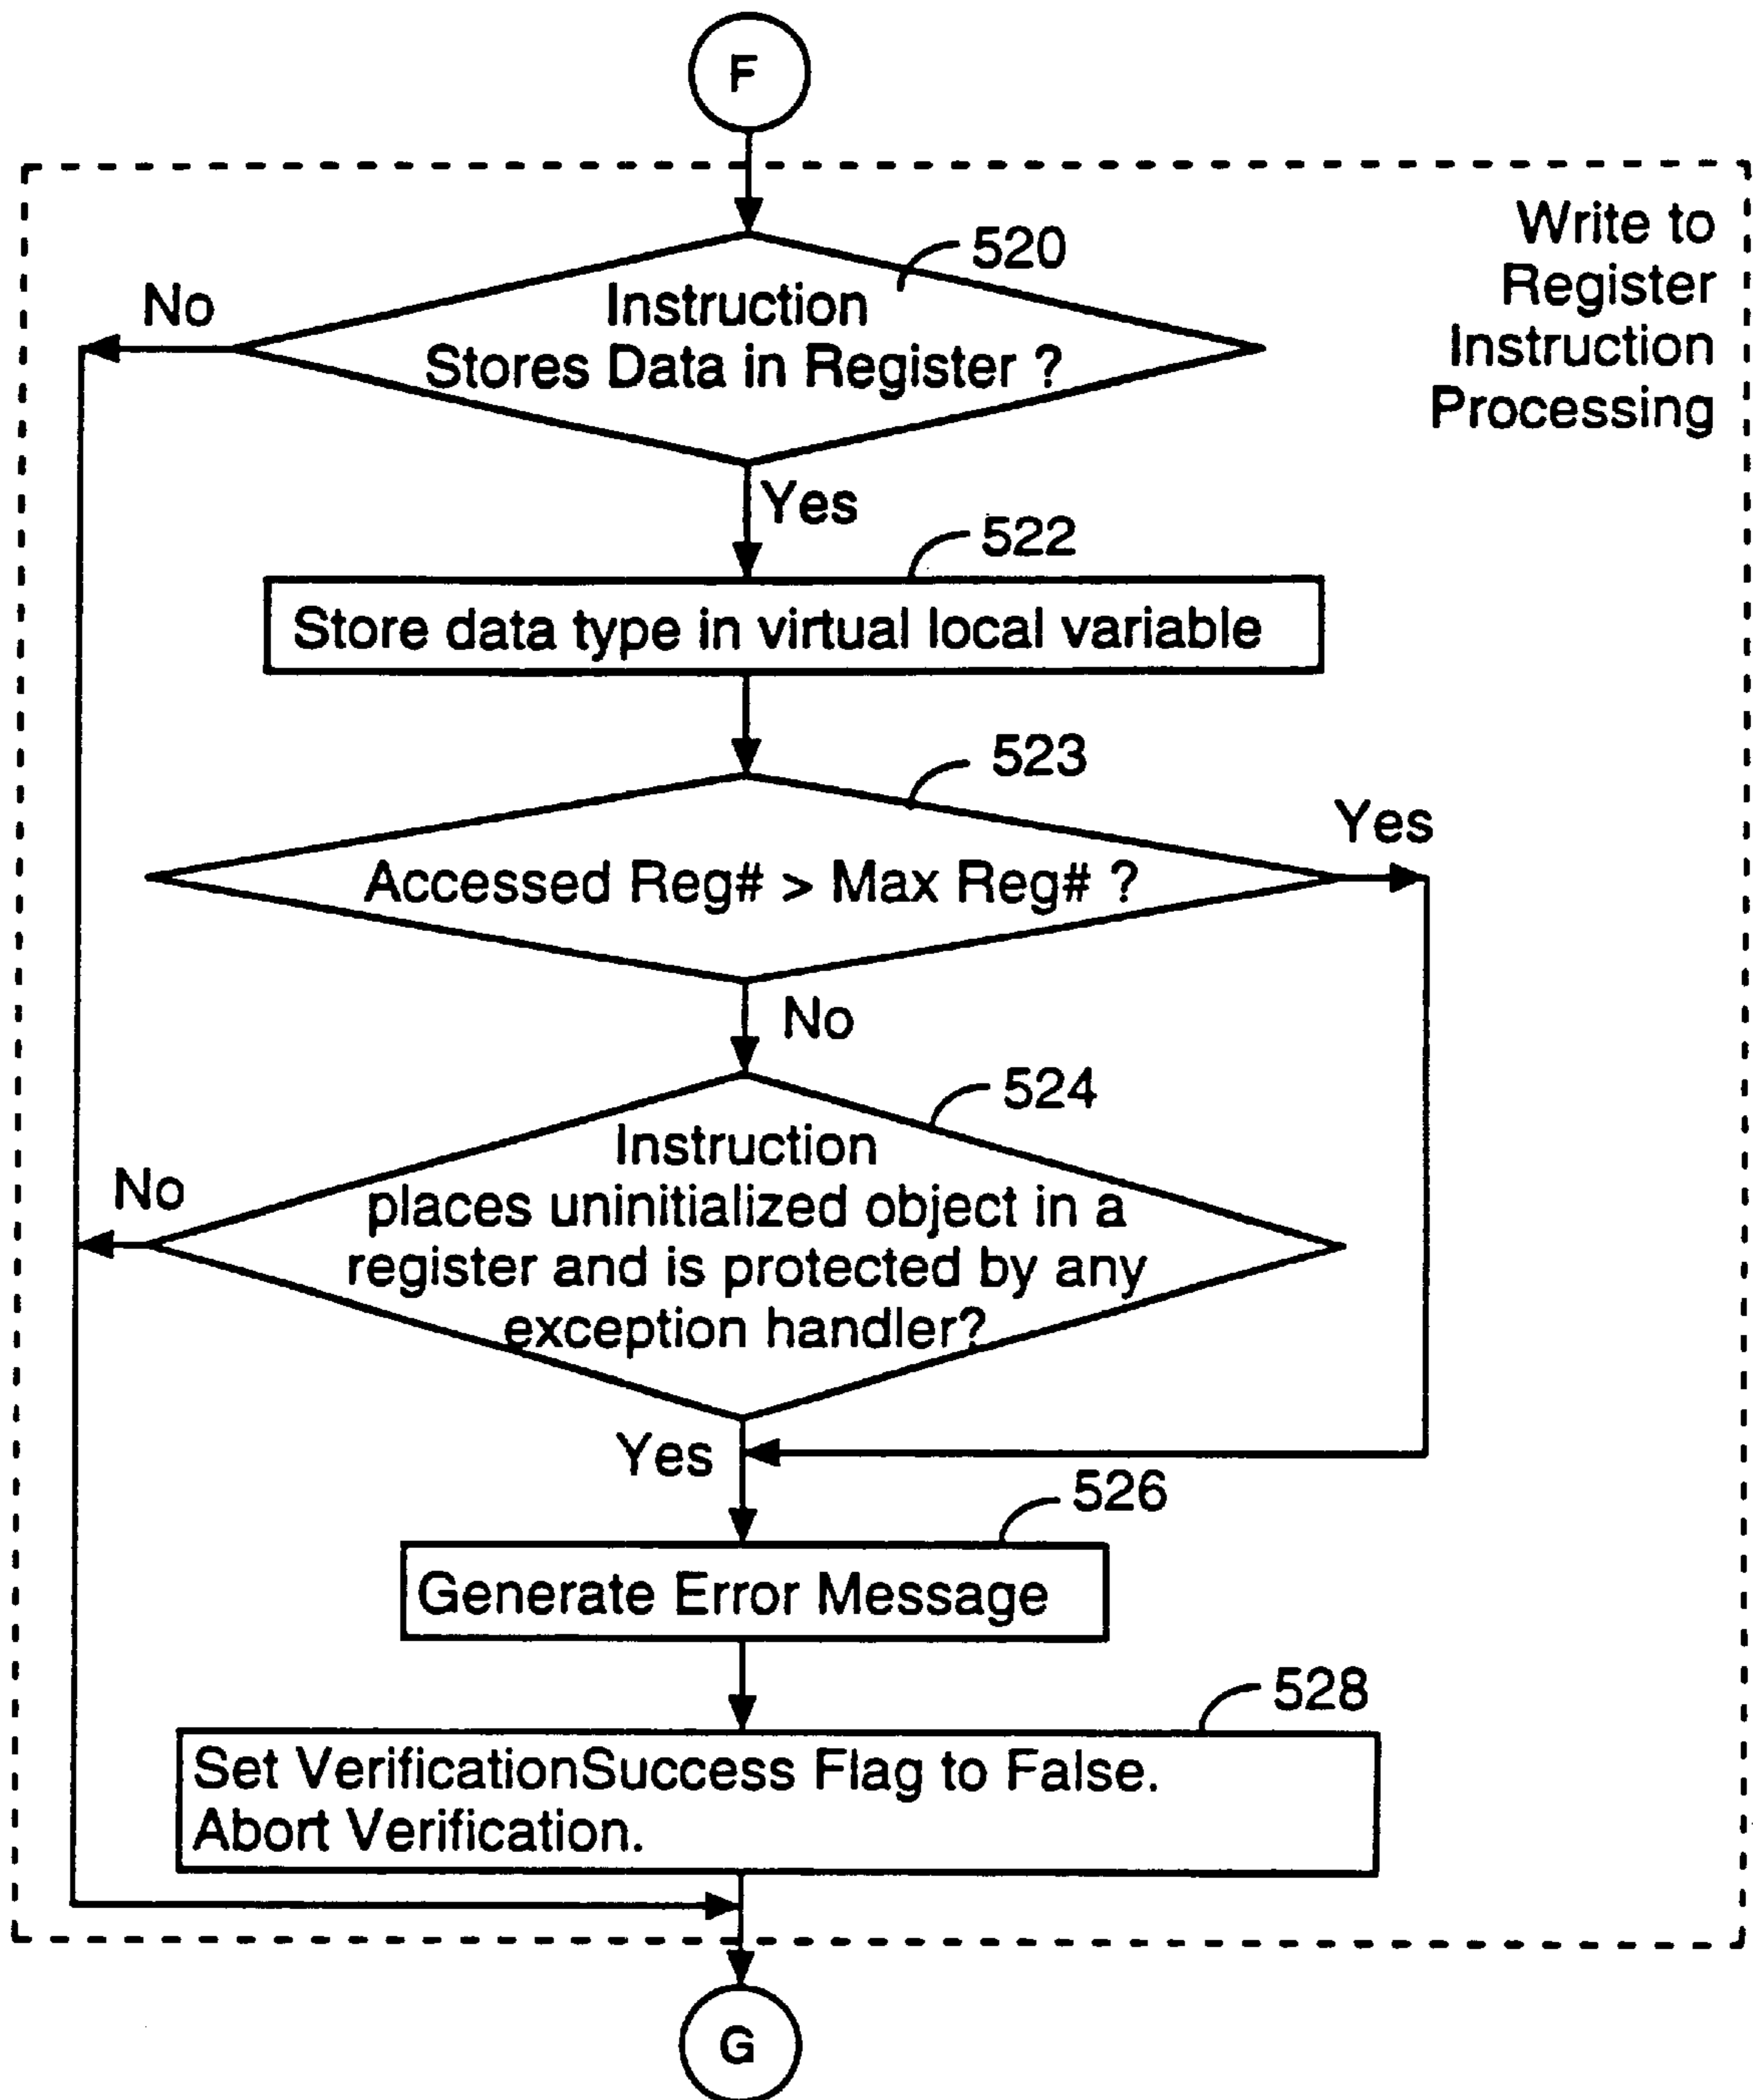 F
Write to
Register
Instruction
Processing
520
Instruction
Stores Data in Register ?
No
Yes
522
Store data type in virtual local variable
523
Accessed Reg# > Max Reg# ?
Yes
No
524
Instruction
places uninitialized object in a
register and is protected by any
exception handler?
No
Yes
526
Generate Error Message
528
Set VerificationSuccess Flag to False.
Abort Verification.
G